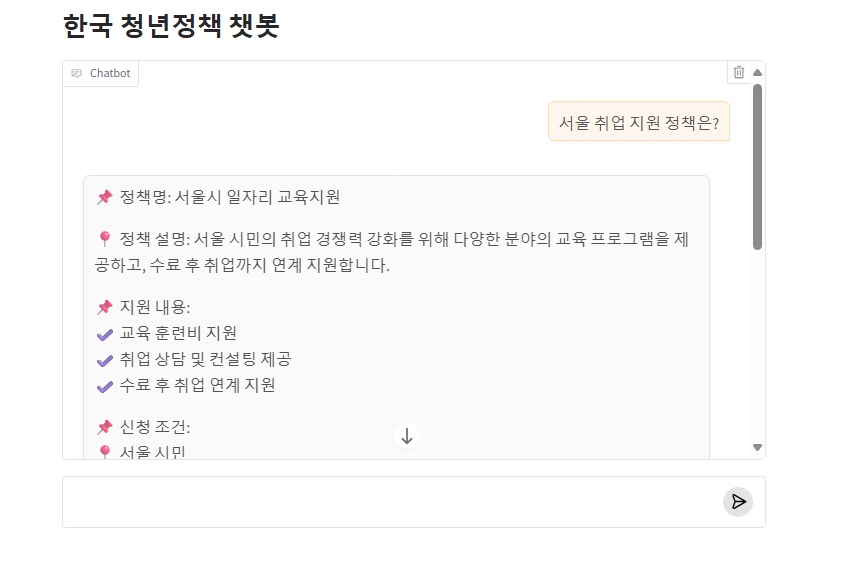 한국 청년정책 챗봇
Chatbot
서울 취업 지원 정책은?
📌 정책명: 서울시 일자리 교육지원
📍 정책 설명: 서울 시민의 취업 경쟁력 강화를 위해 다양한 분야의 교육 프로그램을 제
공하고, 수료 후 취업까지 연계 지원합니다.
📌 지원 내용:
✔ 교육 훈련비 지원
✔ 취업 상담 및 컨설팅 제공
✔ 수료 후 취업 연계 지원
📌 신청 조건:
📍 서울 시민